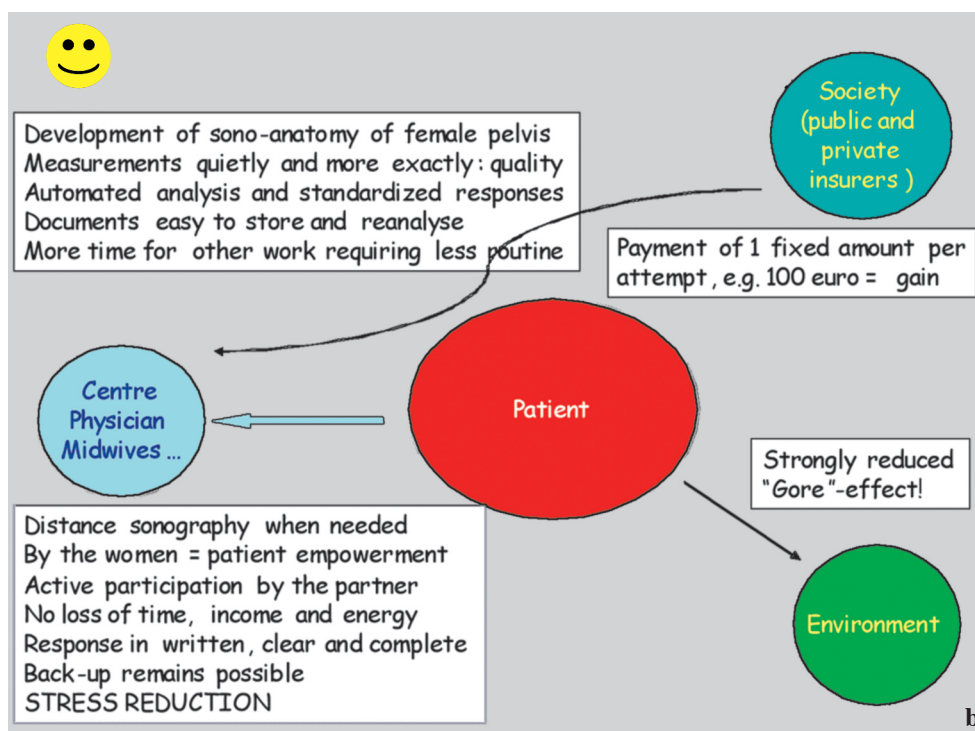 Development of sono-anatomy of female pelvis
Measurements quietly and more exactly: quality
Automated analysis and standardized responses
Documents easy to store and reanalyse
More time for other work requiring less routine
Society
(public and
private
insurers )
Payment of 1 fixed amount per
attempt, e.g. 100 euro = gain
Centre
Physician
Midwives ...
Patient
Strongly reduced
"Gore"-effect!
Distance sonography when needed
By the women = patient empowerment
Active participation by the partner
No loss of time, income and energy
Response in written, clear and complete
Back-up remains possible
STRESS REDUCTION
Environment
b